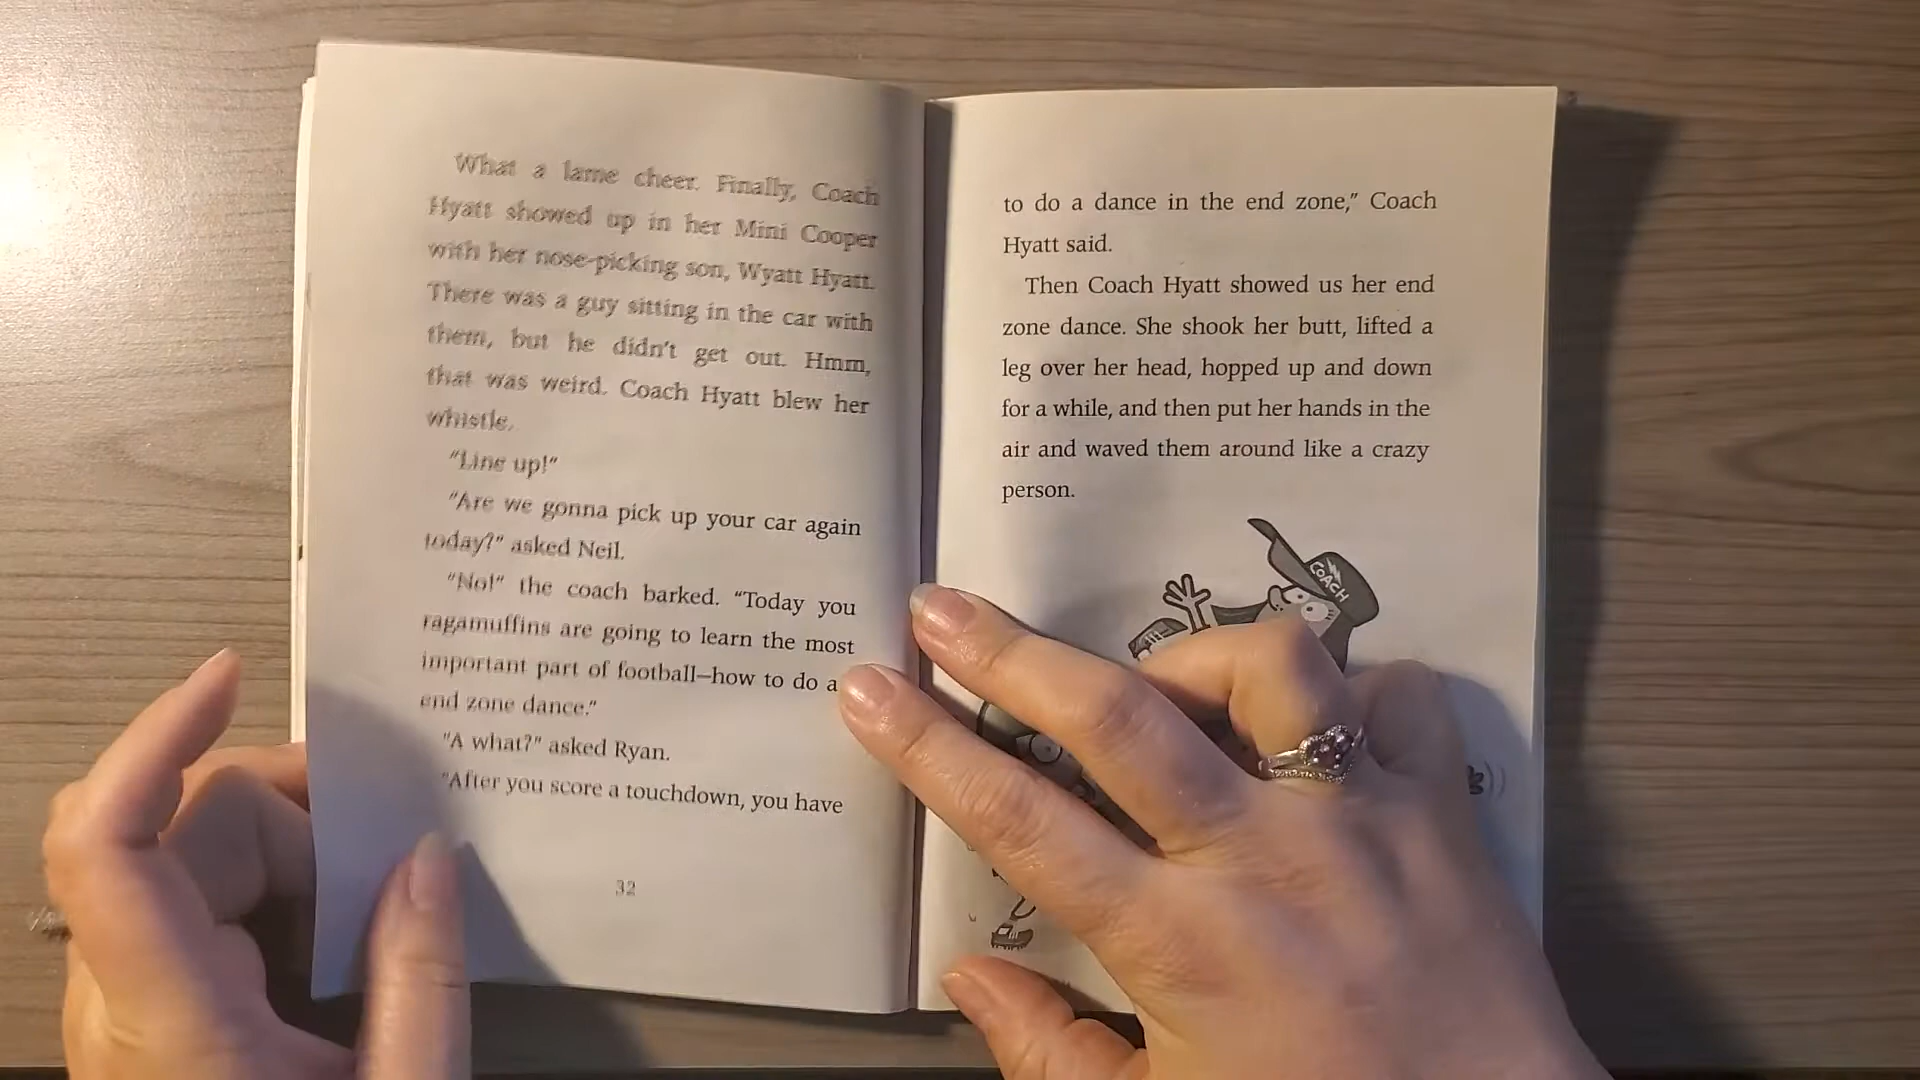 What a lame cheer. Finally, Coach
Hyatt showed up in her Mini Cooper
with her nose-picking son, Wyatt Hyatt.
There was a guy sitting in the car with
them, but he didn't get out. Hmm,
that was weird. Coach Hyatt blew her
whistle.
"Line up!"
"Are we gonna pick up your car again
today?" asked Neil.
"No!" the coach barked. "Today you
ragamuffins are going to learn the most
important part of football—how to do a
end zone dance."
"A what?" asked Ryan.
"After you score a touchdown, you have
32
to do a dance in the end zone," Coach
Hyatt said.
Then Coach Hyatt showed us her end
zone dance. She shook her butt, lifted a
leg over her head, hopped up and down
for a while, and then put her hands in the
air and waved them around like a crazy
person.
COACH